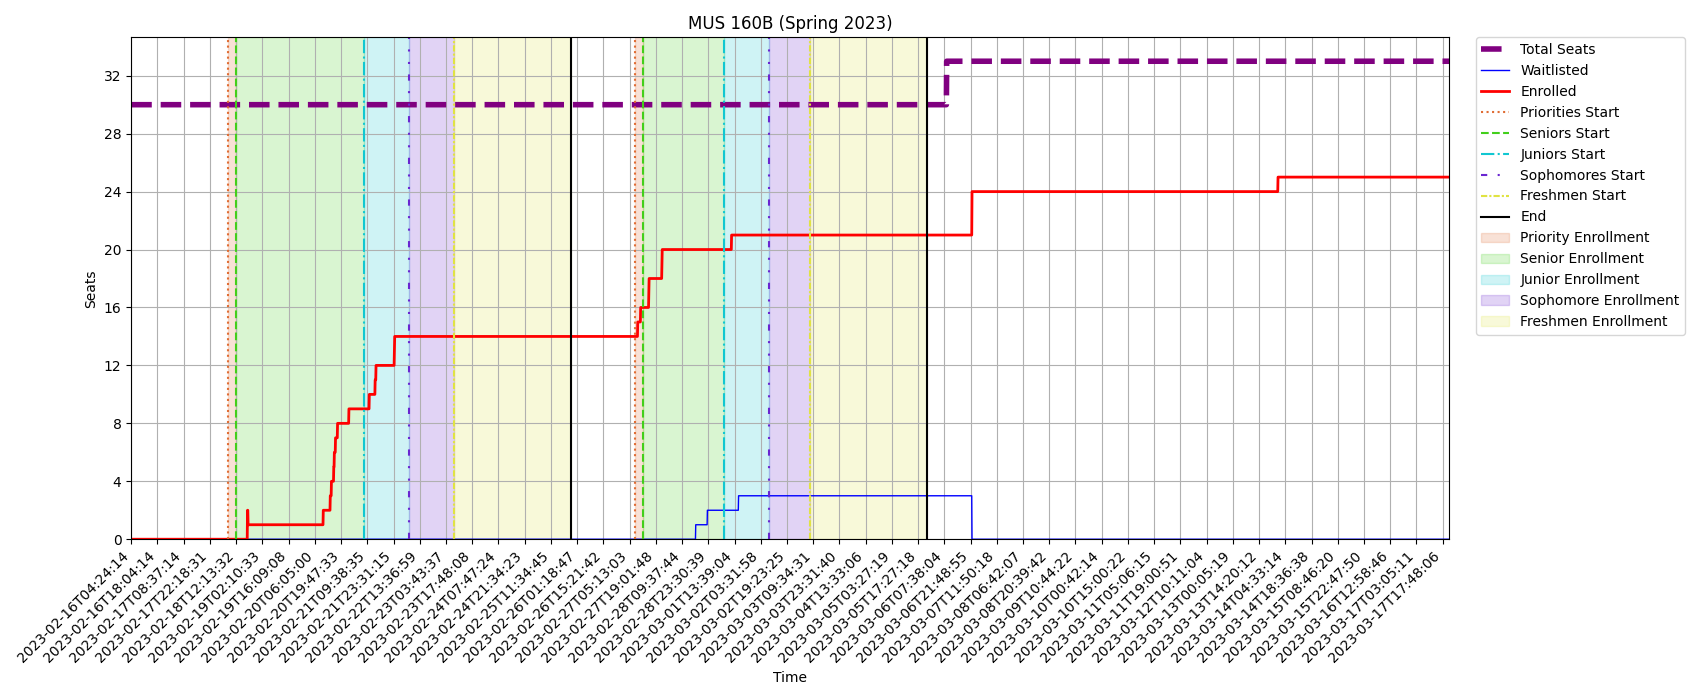 MUS 160B (Spring 2023)
Seats
32
28
24
20
16
12
8
4
0
2023-02-16T04:24:14
2023-02-16T18:04:14
2023-02-17T08:37:14
2023-02-17T22:18:31
2023-02-18T12:13:32
2023-02-19T02:10:33
2023-02-19T16:09:08
2023-02-20T06:05:00
2023-02-20T19:47:33
2023-02-21T09:38:35
2023-02-21T23:31:15
2023-02-22T13:36:59
2023-02-23T03:43:37
2023-02-23T17:48:08
2023-02-24T07:47:24
2023-02-24T21:34:23
2023-02-25T11:34:45
2023-02-26T01:18:47
2023-02-26T15:21:42
2023-02-27T05:13:03
2023-02-27T19:01:48
2023-02-28T09:37:44
2023-02-28T23:30:39
2023-03-01T13:39:04
2023-03-02T03:31:58
2023-03-02T19:23:25
2023-03-03T09:34:31
2023-03-03T23:31:40
2023-03-04T13:33:06
2023-03-05T03:27:19
2023-03-05T17:27:18
2023-03-06T07:38:04
2023-03-06T21:48:55
2023-03-07T11:50:18
2023-03-08T06:42:07
2023-03-08T20:39:42
2023-03-09T10:44:22
2023-03-10T00:42:14
2023-03-10T15:00:22
2023-03-11T05:06:15
2023-03-11T19:00:51
2023-03-12T10:11:04
2023-03-13T00:05:19
2023-03-13T14:20:12
2023-03-14T04:33:14
2023-03-14T18:36:38
2023-03-15T08:46:20
2023-03-15T22:47:50
2023-03-16T12:58:46
2023-03-17T03:05:11
2023-03-17T17:48:06
Time
Total Seats
Waitlisted
Enrolled
Priorities Start
Seniors Start
Juniors Start
Sophomores Start
Freshmen Start
End
Priority Enrollment
Senior Enrollment
Junior Enrollment
Sophomore Enrollment
Freshmen Enrollment